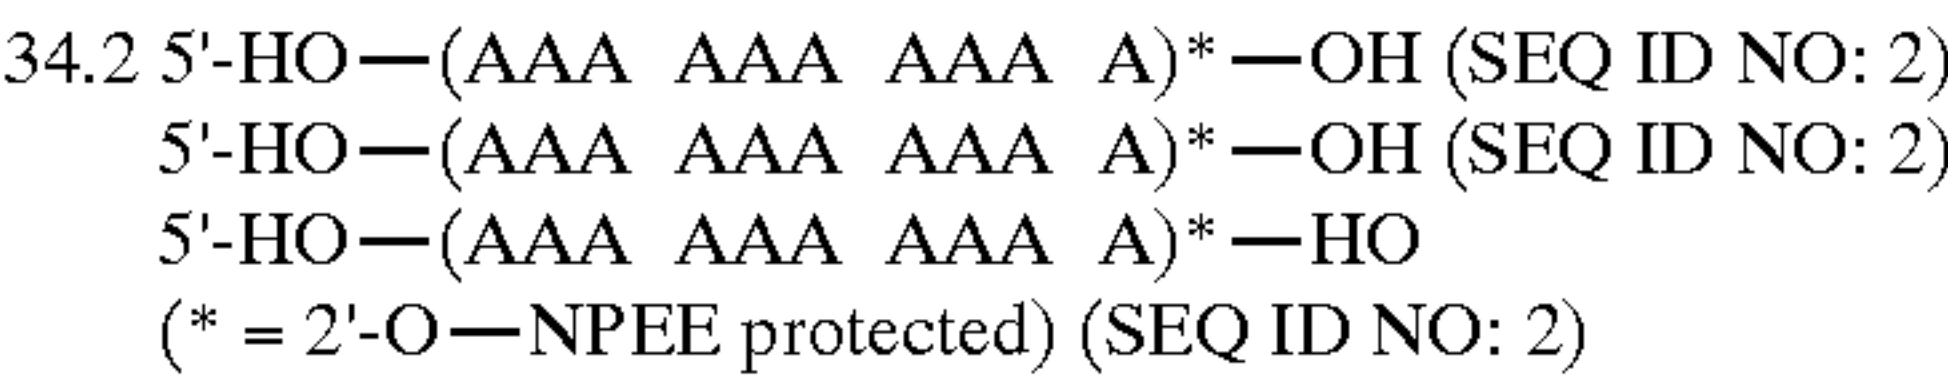 34.2 5'-HO—(AAA AAA AAA A)*—OH (SEQ ID NO: 2)
5'-HO—(AAA AAA AAA A)*—OH (SEQ ID NO: 2)
5'-HO—(AAA AAA AAA A)*—HO
(* = 2'-O—NPEE protected) (SEQ ID NO: 2)